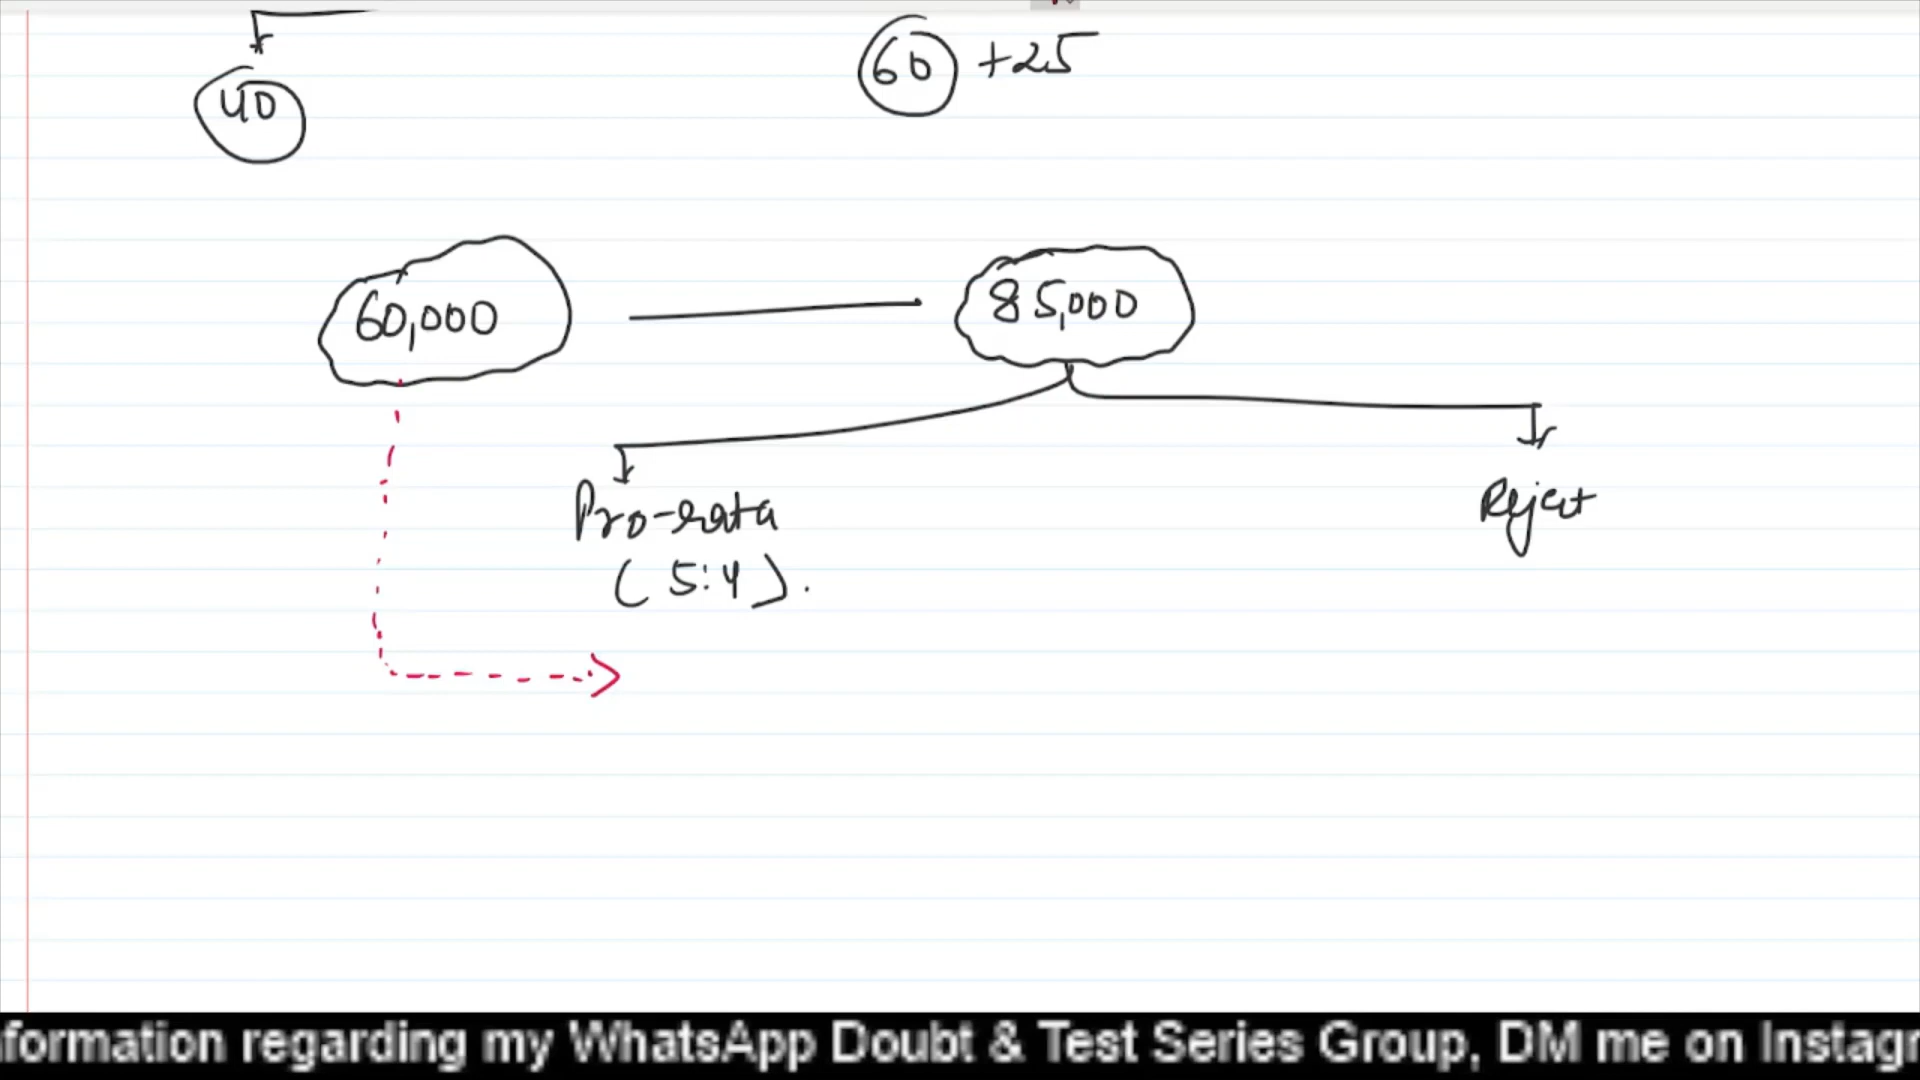 40
60 +25
60,000 85,000
Pro-rata Reject
(5:4).
formation regarding my WhatsApp Doubt & Test Series Group, DM me on Instagr